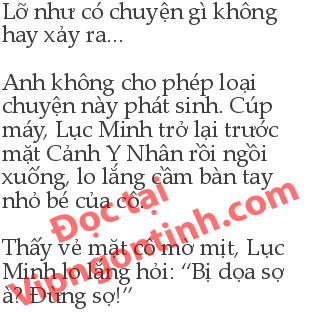 Lỡ như có chuyện gì không
hay xảy ra...
Anh không cho phép loại
chuyện này phát sinh. Cúp
máy, Lục Minh trở lại trước
mặt Cảnh Y Nhân rồi ngồi
xuống, lo lắng cầm bàn tay
nhỏ bé của cô.
Đọc tại
Vipngontinh.com
Thấy vẻ mặt cô mờ mịt, Lục
Minh lo lắng hỏi: “Bị dọa sợ
à? Đừng sợ!”